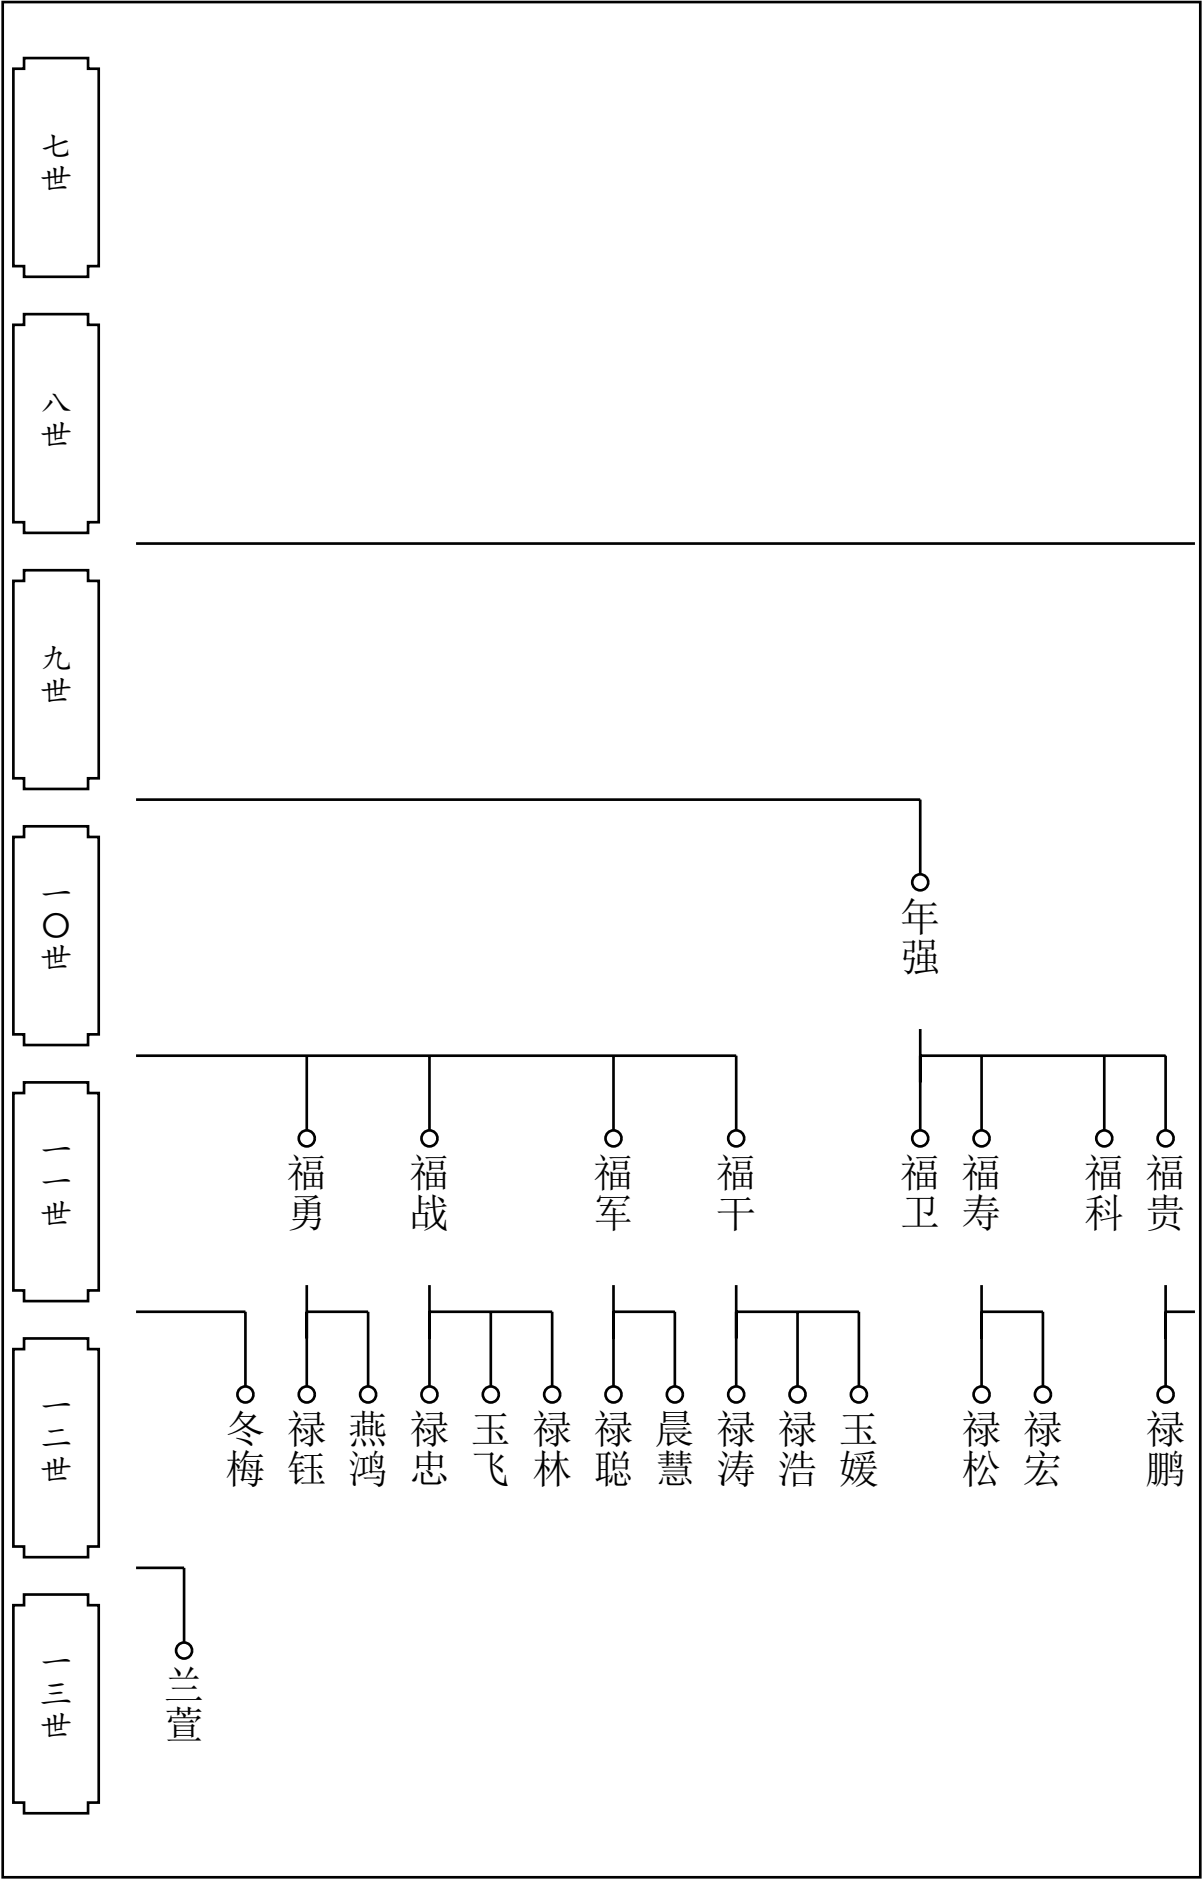 七世
八世
九世
一〇世
一一世
一二世
一三世
年强
福贵
福科
福寿
福卫
福干
福军
福战
福勇
禄鹏
禄宏
禄松
玉媛
禄浩
禄涛
晨慧
禄聪
禄林
玉飞
禄忠
燕鸿
禄钰
冬梅
兰萱